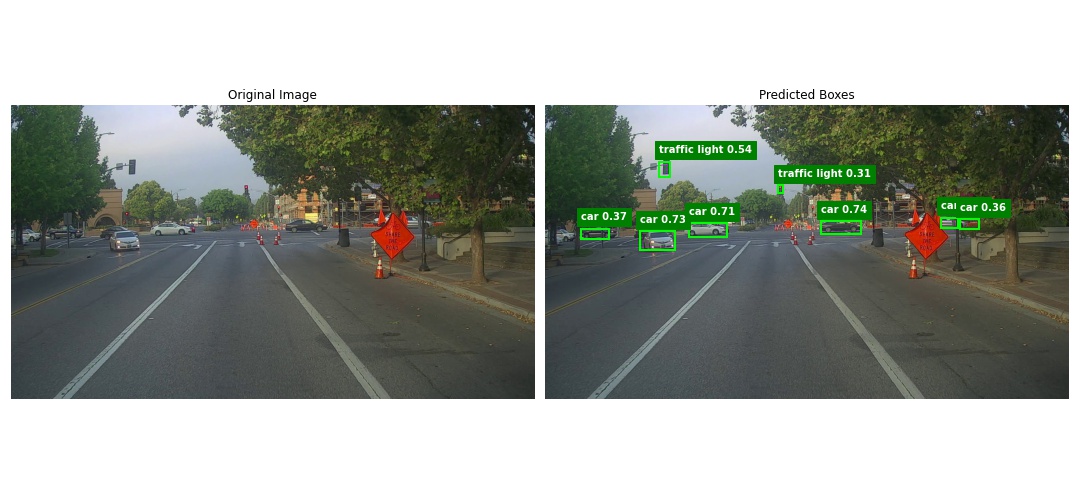 Original Image
Predicted Boxes
traffic light 0.54
traffic light 0.31
car 0.37
car 0.73
car 0.71
car 0.74
car 0.36